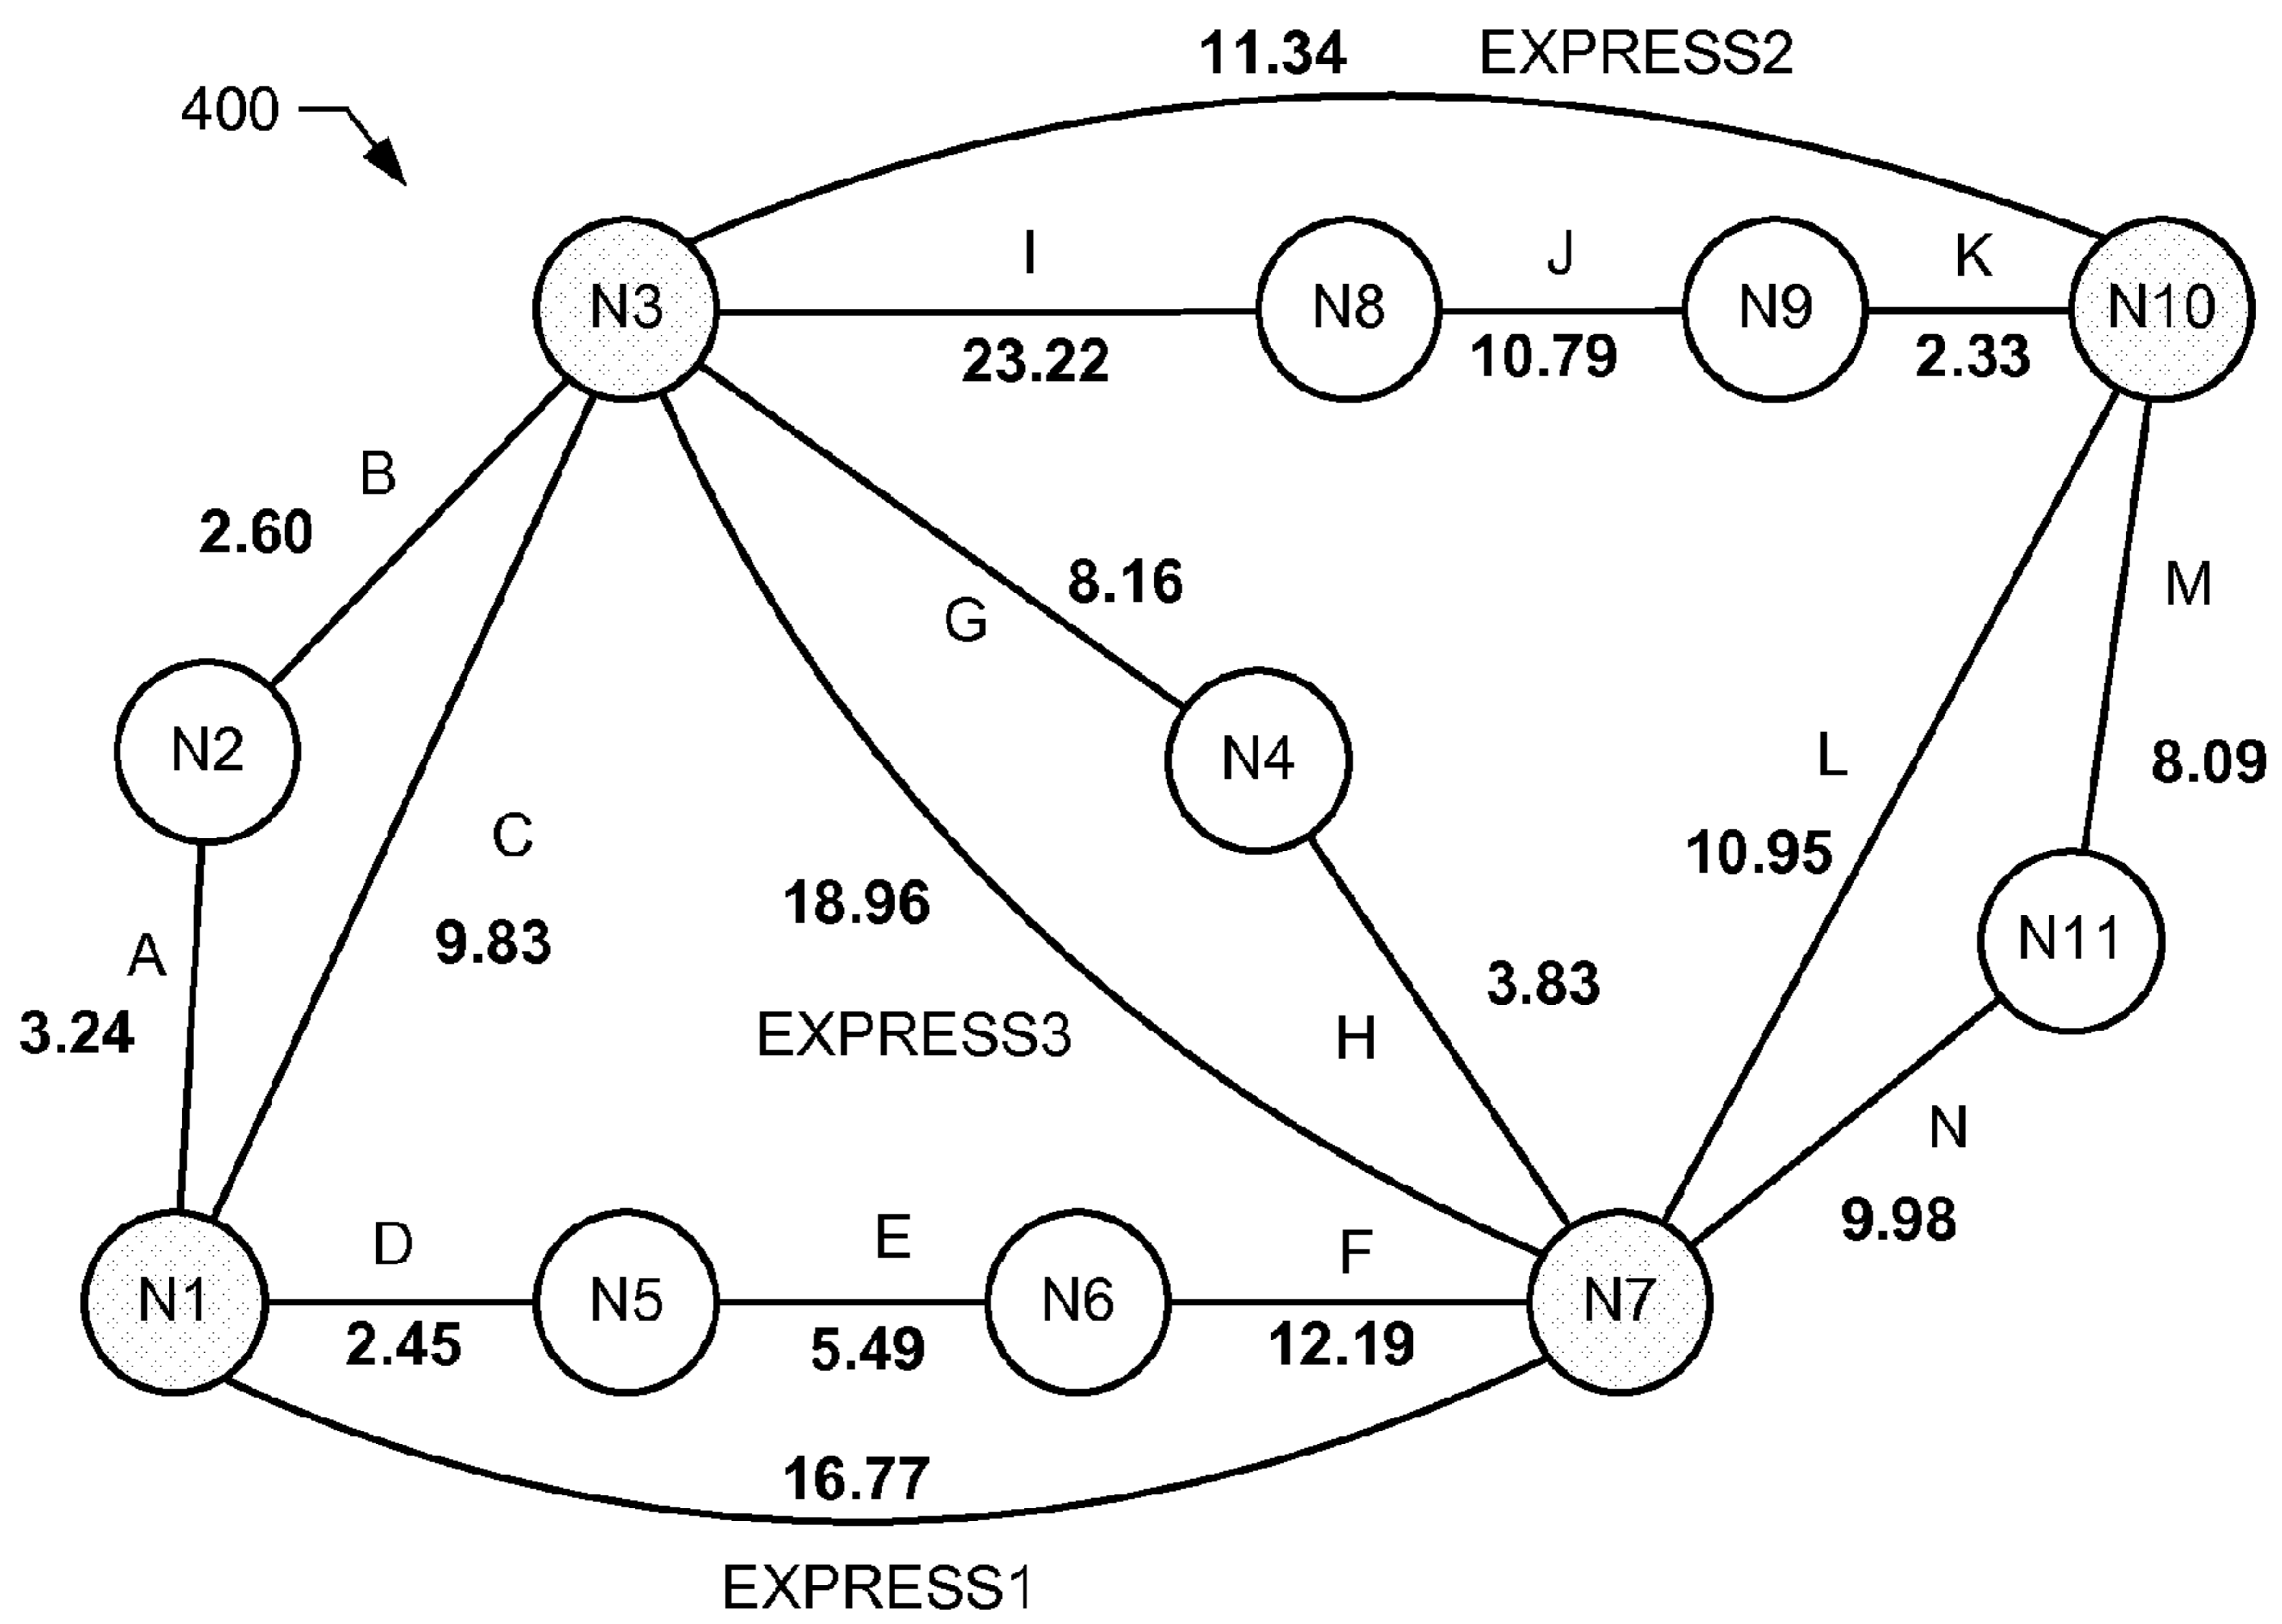 11.34 EXPRESS2
400
I J K
N3 N8 N9 N10
23.22 10.79 2.33
B
2.60
8.16 M
G
N2 N4 L 8.09
C
10.95
18.96
A 9.83 N11
3.83
3.24 EXPRESS3 H
N
D E F 9.98
N1 N5 N6 N7
2.45 5.49 12.19
16.77
EXPRESS1